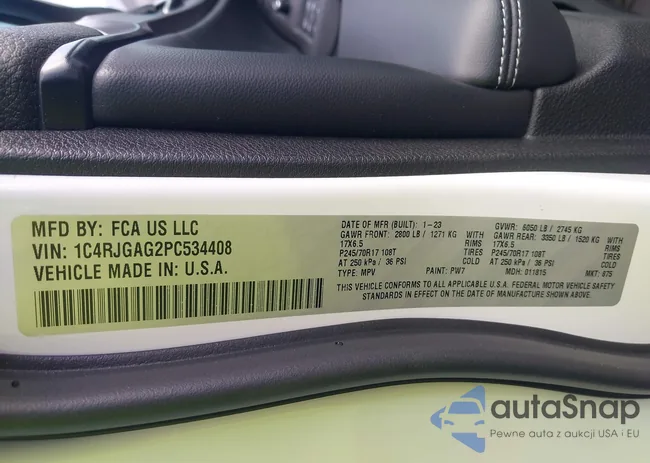 MFD BY: FCA US LLC
VIN: 1C4RJGAG2PC534408
VEHICLE MADE IN: U.S.A.
DATE OF MFR (BUILT): 1-23 GVWR: 6050 LB / 2745 KG
GAWR FRONT: 2800 LB / 1271 KG WITH GAWR REAR: 3350 LB / 1520 KG WITH
17X6.5 RIMS 17X6.5 RIMS
P245/70R17 108T TIRES P245/70R17 108T TIRES
AT 250 kPa / 36 PSI AT 250 kPa / 36 PSI
TYPE: MPV PAINT: PW7 MDH: 011815 MKT: 875
THIS VEHICLE CONFORMS TO ALL APPLICABLE U.S.A. FEDERAL MOTOR VEHICLE SAFETY
STANDARDS IN EFFECT ON THE DATE OF MANUFACTURE SHOWN ABOVE.
autaSnap
Pewne auta z aukcji USA i EU